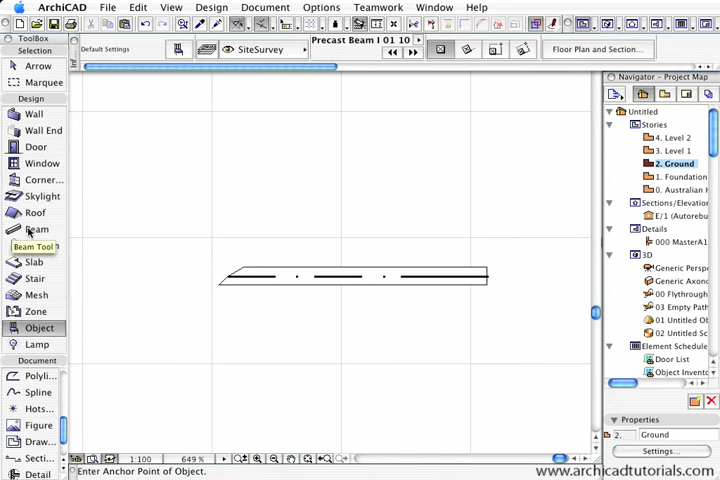 ArchiCAD File Edit View Design Document Options Teamwork Window Help
ToolBox
Selection
Arrow
Marquee
Design
Wall
Wall End
Door
Window
Corner...
Skylight
Roof
Beam
Beam Tool
Slab
Stair
Mesh
Zone
Object
Lamp
Document
Polyli...
Spline
Hots...
Figure
Draw...
Secti...
Detail
Default Settings
SiteSurvey
Precast Beam I 01 10
Floor Plan and Section...
1:100
649 %
Enter Anchor Point of Object.
Navigator - Project Map
Untitled
Stories
4. Level 2
3. Level 1
2. Ground
1. Foundation
0. Australian H
Sections/Elevation
E/1 (Autorebu
Details
000 MasterA1
3D
Generic Persp
Generic Axono
00 Flythrough
03 Empty Path
01 Untitled Ob
02 Untitled Sc
Element Schedule
Door List
Object Invento
Properties
2. Ground
Settings...
www.archicadtutorials.com